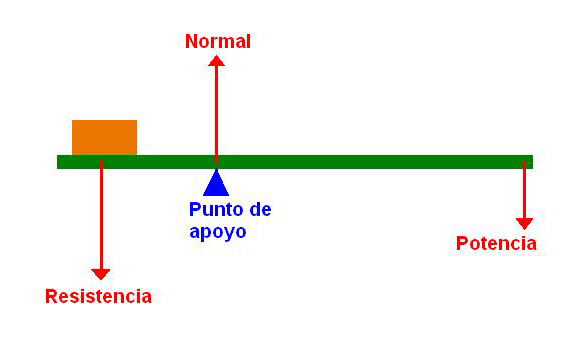 Normal
Punto de
apoyo
Potencia
Resistencia